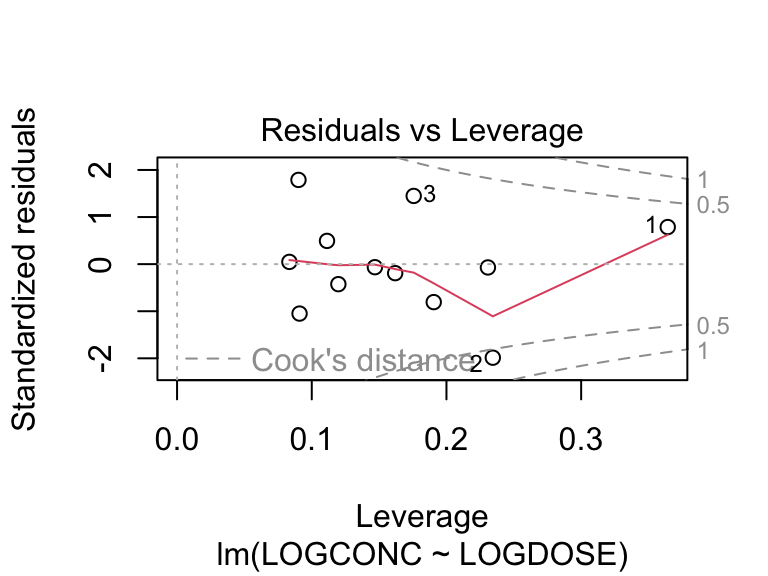 Residuals vs Leverage
Standardized residuals
2
1
0
-2
3
1
2
1
0.5
0.5
1
Cook's distance
0.0 0.1 0.2 0.3
Leverage
lm(LOGCONC ~ LOGDOSE)